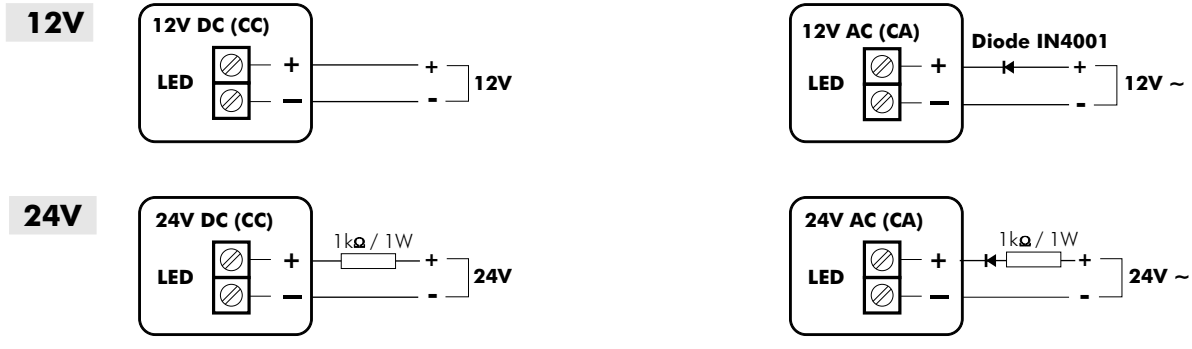 12V
12V DC (CC)
LED
+
+
12V
-
12V AC (CA)
Diode IN4001
LED
+
+
12V ~
-
24V
24V DC (CC)
1kΩ / 1W
LED
+
+
24V
-
24V AC (CA)
1kΩ / 1W
LED
+
+
24V ~
-